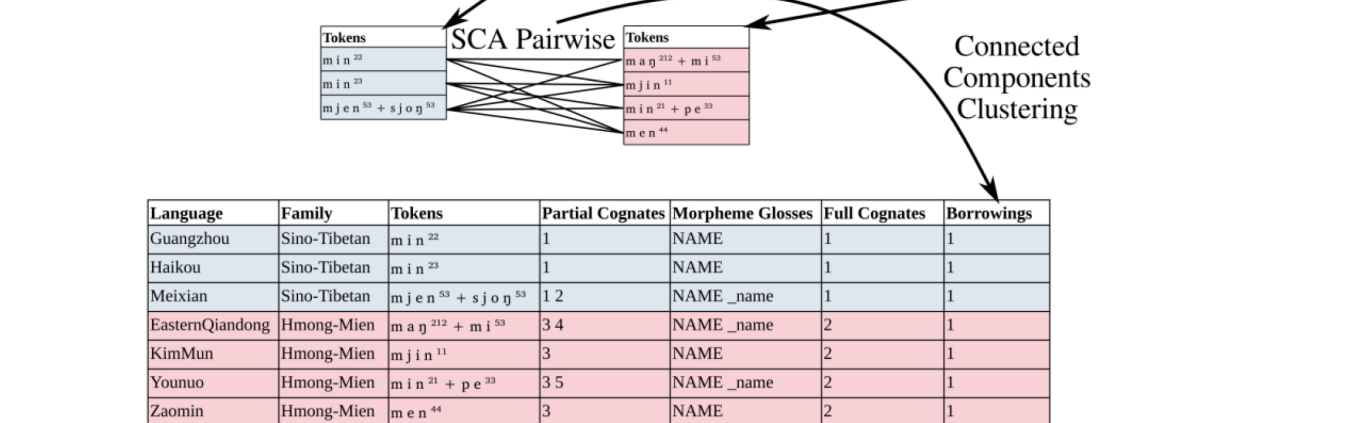 Tokens
m i n ²²
m i n ²³
m j e n ⁵³ + s j o ŋ ⁵³
SCA Pairwise
Tokens
m a ŋ ²¹² + m i ⁵³
m j i n ¹¹
m i n ²¹ + p e ³³
m e n ⁴⁴
Connected
Components
Clustering
Language Family Tokens Partial Cognates Morpheme Glosses Full Cognates Borrowings
Guangzhou Sino-Tibetan m i n ²² 1 NAME 1 1
Haikou Sino-Tibetan m i n ²³ 1 NAME 1 1
Meixian Sino-Tibetan m j e n ⁵³ + s j o ŋ ⁵³ 1 2 NAME _name 1 1
EasternQiandong Hmong-Mien m a ŋ ²¹² + m i ⁵³ 3 4 NAME _name 2 1
KimMun Hmong-Mien m j i n ¹¹ 3 NAME 2 1
Younuo Hmong-Mien m i n ²¹ + p e ³³ 3 5 NAME _name 2 1
Zaomin Hmong-Mien m e n ⁴⁴ 3 NAME 2 1